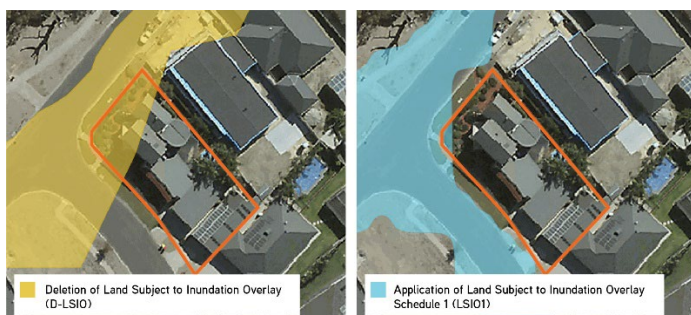 Deletion of Land Subject to Inundation Overlay
(D-LSIO)
Application of Land Subject to Inundation Overlay
Schedule 1 (LSIO1)